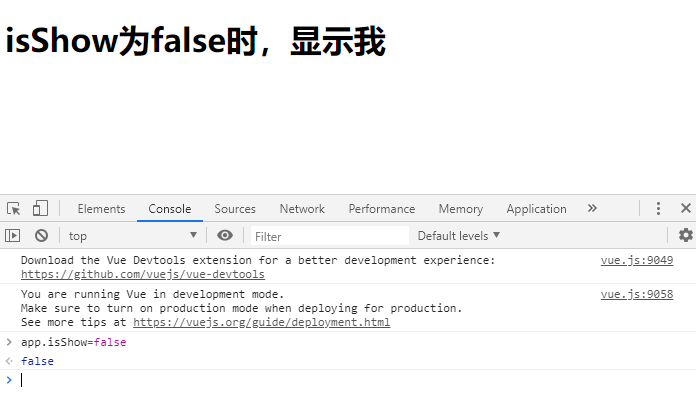 isShow为false时，显示我
Elements Console Sources Network Performance Memory Application »
top Filter Default levels
Download the Vue Devtools extension for a better development experience: vue.js:9049
https://github.com/vuejs/vue-devtools
You are running Vue in development mode. vue.js:9058
Make sure to turn on production mode when deploying for production.
See more tips at https://vuejs.org/guide/deployment.html
app.isShow=false
false